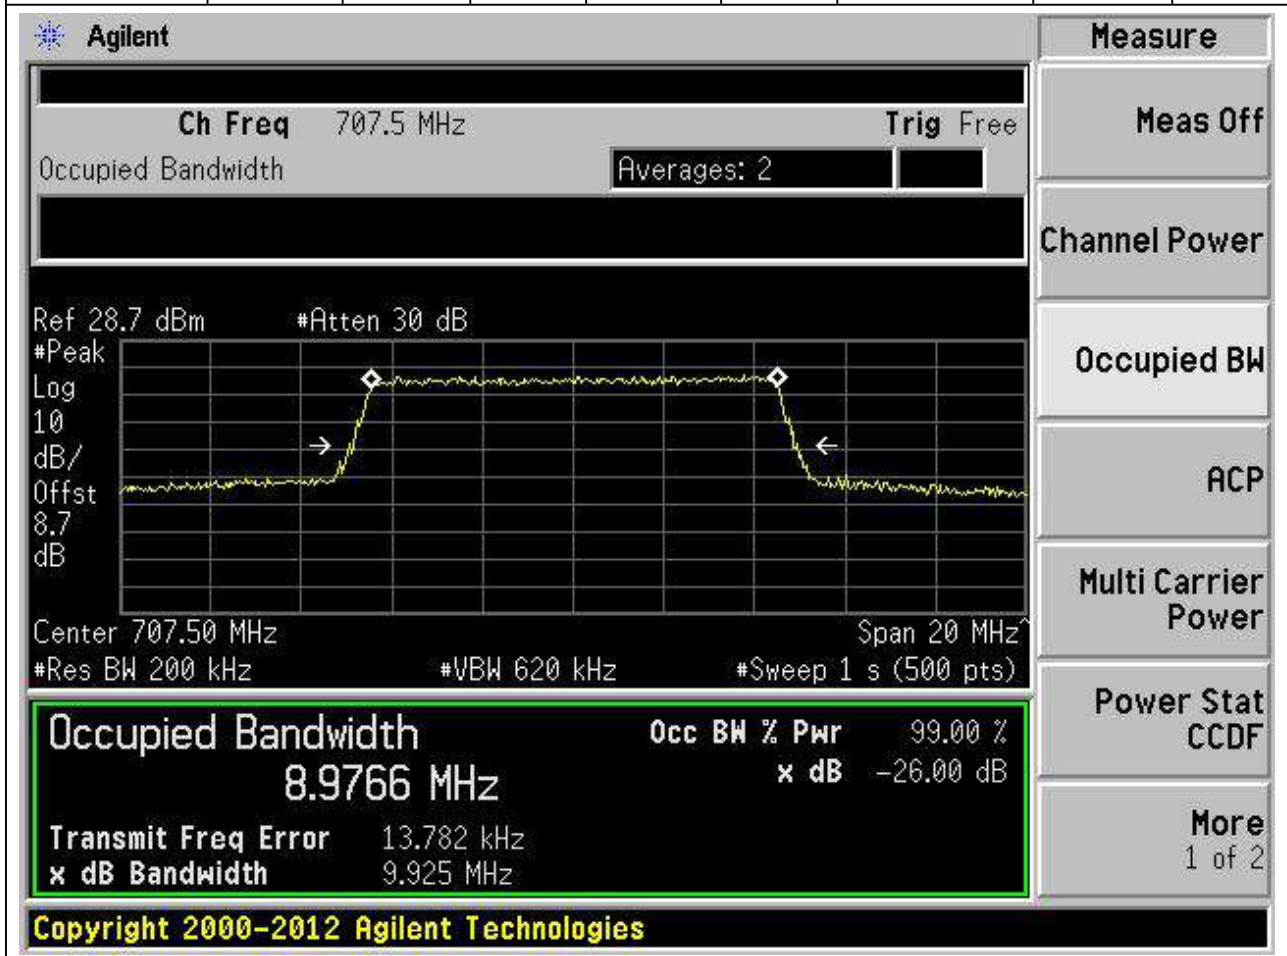 Agilent
Measure
Ch Freq 707.5 MHz Trig Free
Occupied Bandwidth Averages: 2
Meas Off
Channel Power
Occupied BW
ACP
Multi Carrier
Power
Power Stat
CCDF
More
1 of 2
Ref 28.7 dBm #Atten 30 dB
#Peak
Log
10
dB/
Offst
8.7
dB
Center 707.50 MHz Span 20 MHz^
#Res BW 200 kHz #VBW 620 kHz #Sweep 1 s (500 pts)
Occupied Bandwidth Occ BW % Pwr 99.00 %
8.9766 MHz x dB -26.00 dB
Transmit Freq Error 13.782 kHz
x dB Bandwidth 9.925 MHz
Copyright 2000-2012 Agilent Technologies